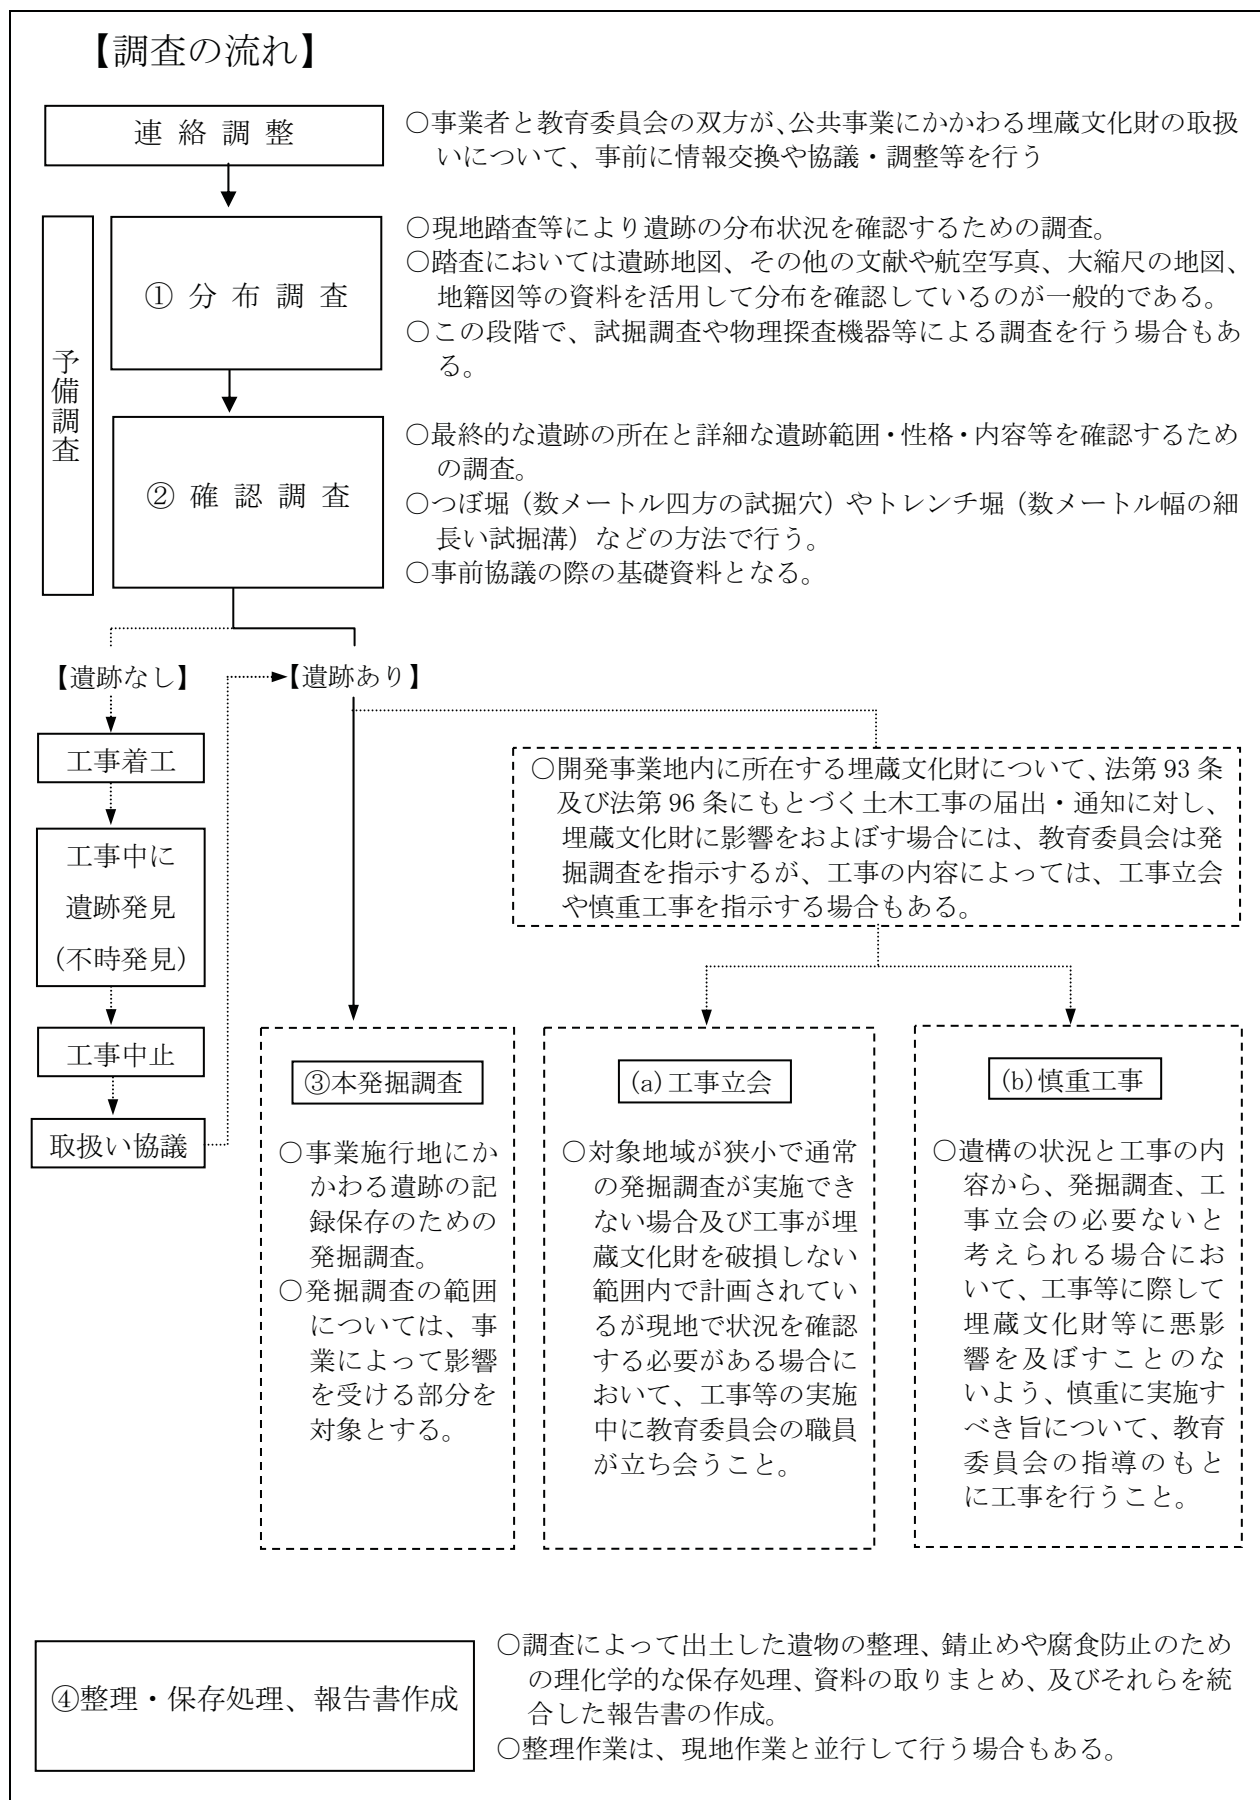 【調査の流れ】
連絡調整
○事業者と教育委員会の双方が、公共事業にかかわる埋蔵文化財の取扱
いについて、事前に情報交換や協議・調整等を行う
予備調査
①分布調査
○現地踏査等により遺跡の分布状況を確認するための調査。
○踏査においては遺跡地図、その他の文献や航空写真、大縮尺の地図、
地籍図等の資料を活用して分布を確認しているのが一般的である。
○この段階で、試掘調査や物理探査機器等による調査を行う場合もあ
る。
②確認調査
○最終的な遺跡の所在と詳細な遺跡範囲・性格・内容等を確認するため
の調査。
○つぼ堀（数メートル四方の試掘穴）やトレンチ堀（数メートル幅の細
長い試掘溝）などの方法で行う。
○事前協議の際の基礎資料となる。
【遺跡なし】
【遺跡あり】
工事着工
工事中に
遺跡発見
(不時発見)
工事中止
取扱い協議
○開発事業地内に所在する埋蔵文化財について、法第 93 条
及び法第 96 条にもとづく土木工事の届出・通知に対し、
埋蔵文化財に影響をおよぼす場合には、教育委員会は発
掘調査を指示するが、工事の内容によっては、工事立会
や慎重工事を指示する場合もある。
③本発掘調査
○事業施行地にか
かわる遺跡の記
録保存のための
発掘調査。
○発掘調査の範囲
については、事
業によって影響
を受ける部分を
対象とする。
(a)工事立会
○対象地域が狭小で通常
の発掘調査が実施でき
ない場合及び工事が埋
蔵文化財を破損しない
範囲内で計画されてい
るが現地で状況を確認
する必要がある場合に
おいて、工事等の実施
中に教育委員会の職員
が立ち会うこと。
(b)慎重工事
○遺構の状況と工事の内
容から、発掘調査、工
事立会の必要ないと
考えられる場合にお
いて、工事等に際して
埋蔵文化財等に悪影
響を及ぼすことのな
いよう、慎重に実施す
べき旨について、教育
委員会の指導のもと
に工事を行うこと。
④整理・保存処理、報告書作成
○調査によって出土した遺物の整理、錆止めや腐食防止のため
の理化学的な保存処理、資料の取りまとめ、及びそれらを統
合した報告書の作成。
○整理作業は、現地作業と並行して行う場合もある。